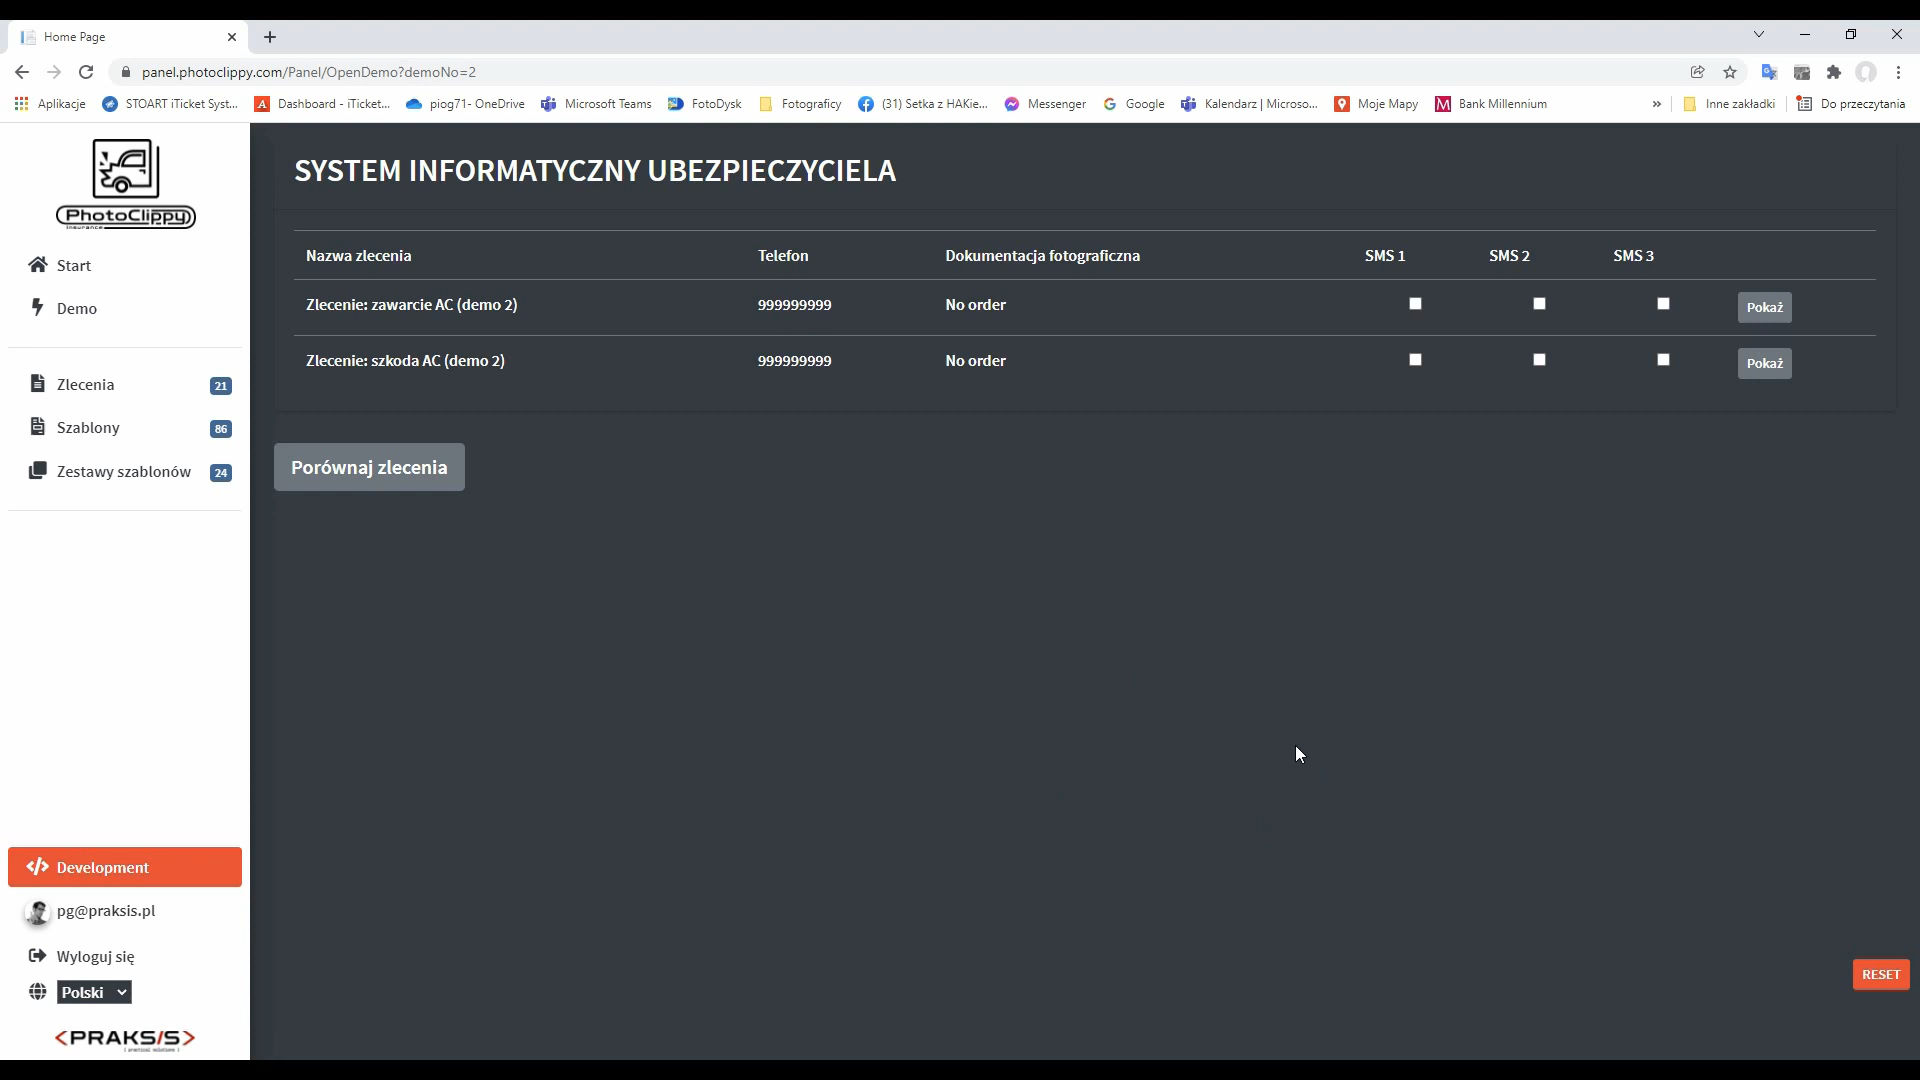 Home Page
panel.photoclippy.com/Panel/OpenDemo?demoNo=2
Aplikacje
STOART iTicket Syst...
Dashboard - iTicket...
piog71- OneDrive
Microsoft Teams
FotoDysk
Fotograficy
(31) Setka z HAKie...
Messenger
Google
Kalendarz | Microso...
Moje Mapy
Bank Millennium
»
Inne zakładki
Do przeczytania
PhotoClippy
Insurance
Start
Demo
Zlecenia 21
Szablony 86
Zestawy szablonów 24
Development
pg@praksis.pl
Wyloguj się
Polski
<PRAKS/S>
[ practical solutions ]
SYSTEM INFORMATYCZNY UBEZPIECZYCIELA
Nazwa zlecenia Telefon Dokumentacja fotograficzna SMS 1 SMS 2 SMS 3
Zlecenie: zawarcie AC (demo 2) 999999999 No order Pokaż
Zlecenie: szkoda AC (demo 2) 999999999 No order Pokaż
Porównaj zlecenia
RESET